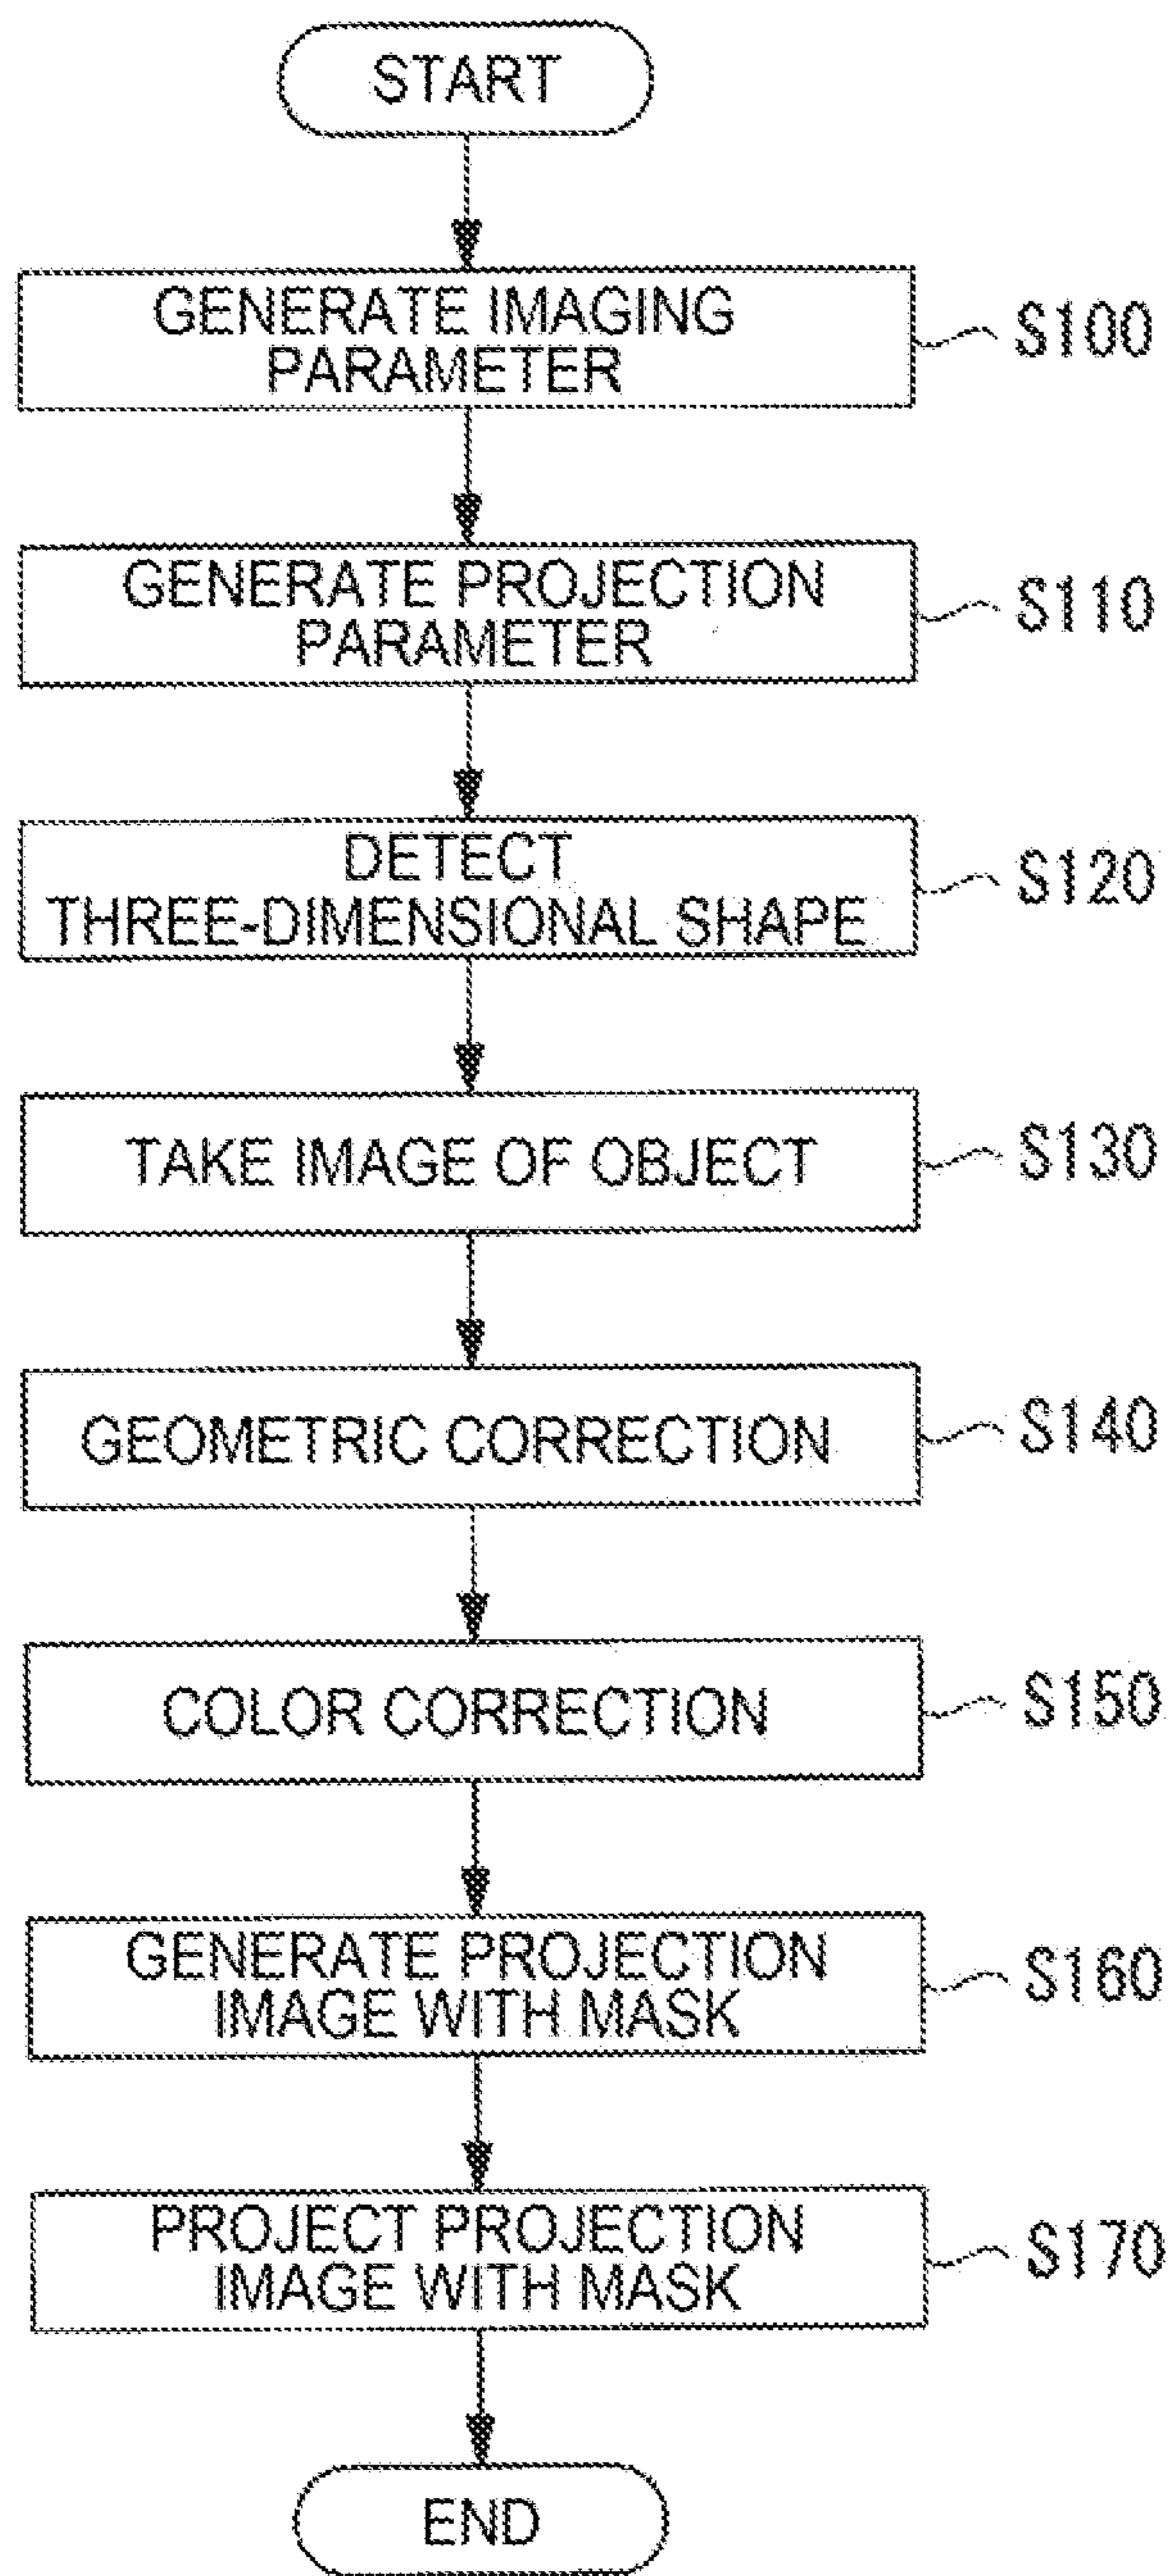 START
GENERATE IMAGING
PARAMETER
S100
GENERATE PROJECTION
PARAMETER
S110
DETECT
THREE-DIMENSIONAL SHAPE
S120
TAKE IMAGE OF OBJECT
S130
GEOMETRIC CORRECTION
S140
COLOR CORRECTION
S150
GENERATE PROJECTION
IMAGE WITH MASK
S160
PROJECT PROJECTION
IMAGE WITH MASK
S170
END